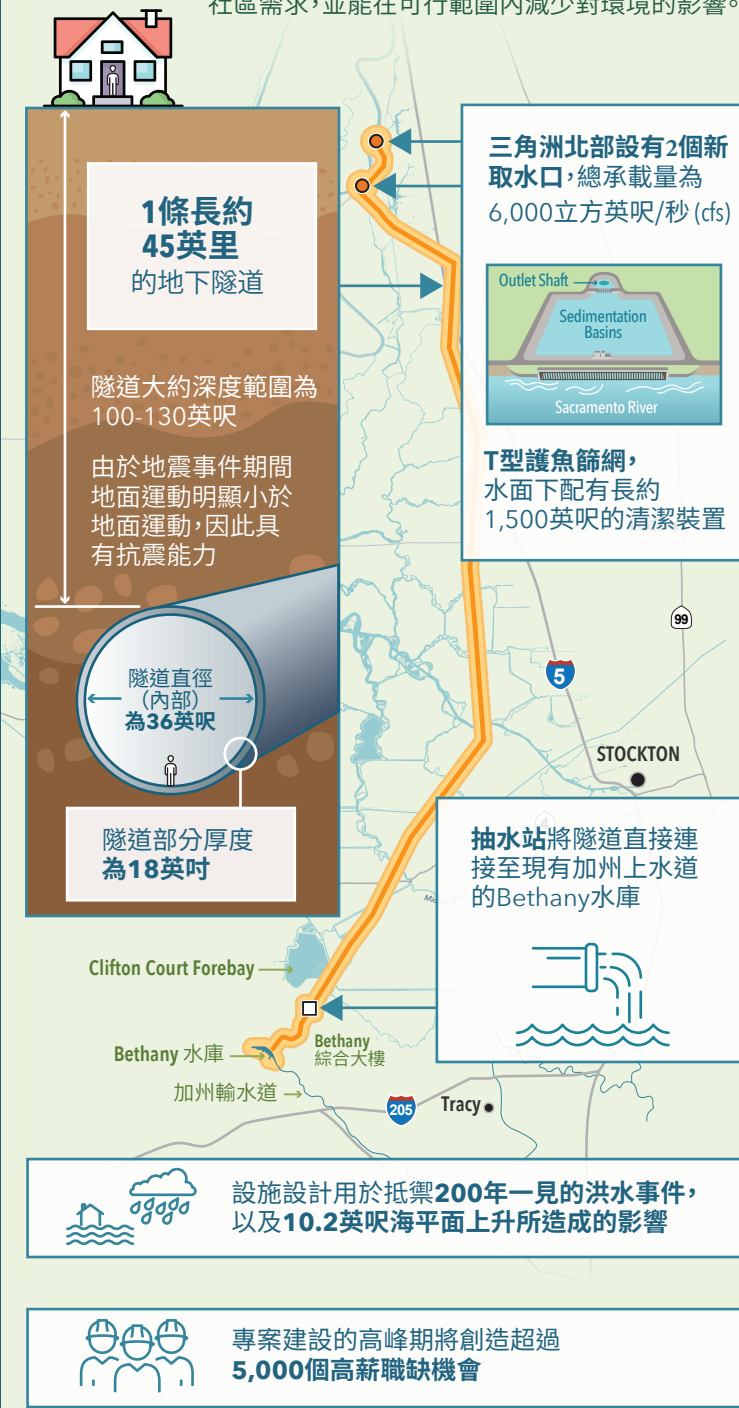 社區需求，並能在可行範圍內減少對環境的影響。
1條長約
45英里
的地下隧道
隧道大約深度範圍為
100-130英呎
由於地震事件期間
地面運動明顯小於
地面運動，因此具
有抗震能力
隧道直徑
（內部）
為36英呎
隧道部分厚度
為18英吋
三角洲北部設有2個新
取水口，總承載量為
6,000立方英呎/秒 (cfs)
Outlet Shaft
Sedimentation
Basins
Sacramento River
T型護魚篩網，
水面下配有長約
1,500英呎的清潔裝置
99
5
STOCKTON
4
抽水站將隧道直接連
接至現有加州上水道
的Bethany水庫
Clifton Court Forebay
Bethany 水庫
Bethany
綜合大樓
加州輸水道
205
Tracy
設施設計用於抵禦200年一見的洪水事件，
以及10.2英呎海平面上升所造成的影響
專案建設的高峰期將創造超過
5,000個高薪職缺機會